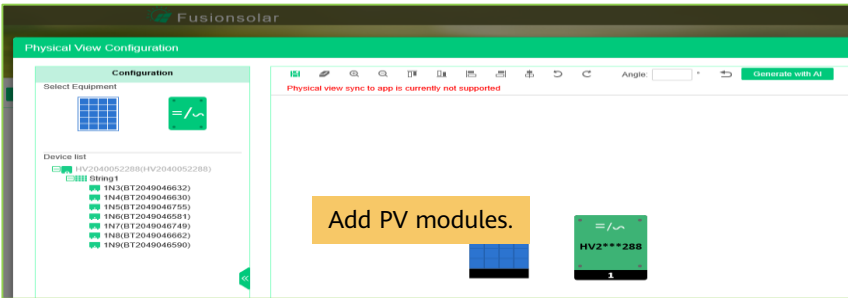 Fusionsolar
Physical View Configuration
Configuration
Select Equipment
Device list
HV2040052288(HV2040052288)
String1
1N3(BT2049046632)
1N4(BT2049046630)
1N5(BT2049046755)
1N6(BT2049046581)
1N7(BT2049046749)
1N8(BT2049046662)
1N9(BT2049046590)
Angle: °
Generate with AI
Physical view sync to app is currently not supported
Add PV modules.
HV2***288
1